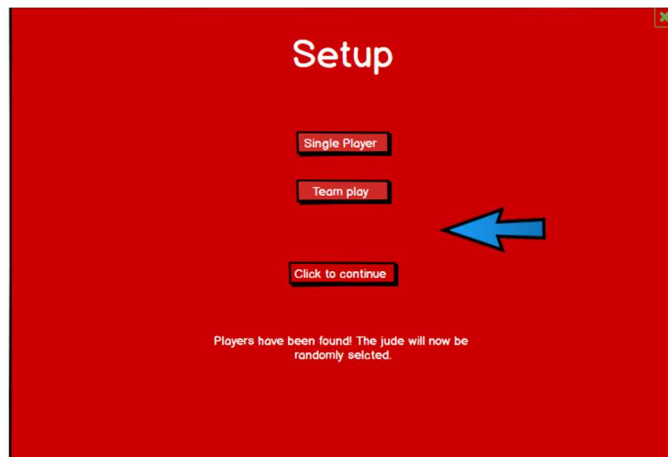 Setup
Single Player
Team play
Click to continue
Players have been found! The jude will now be
randomly selcted.